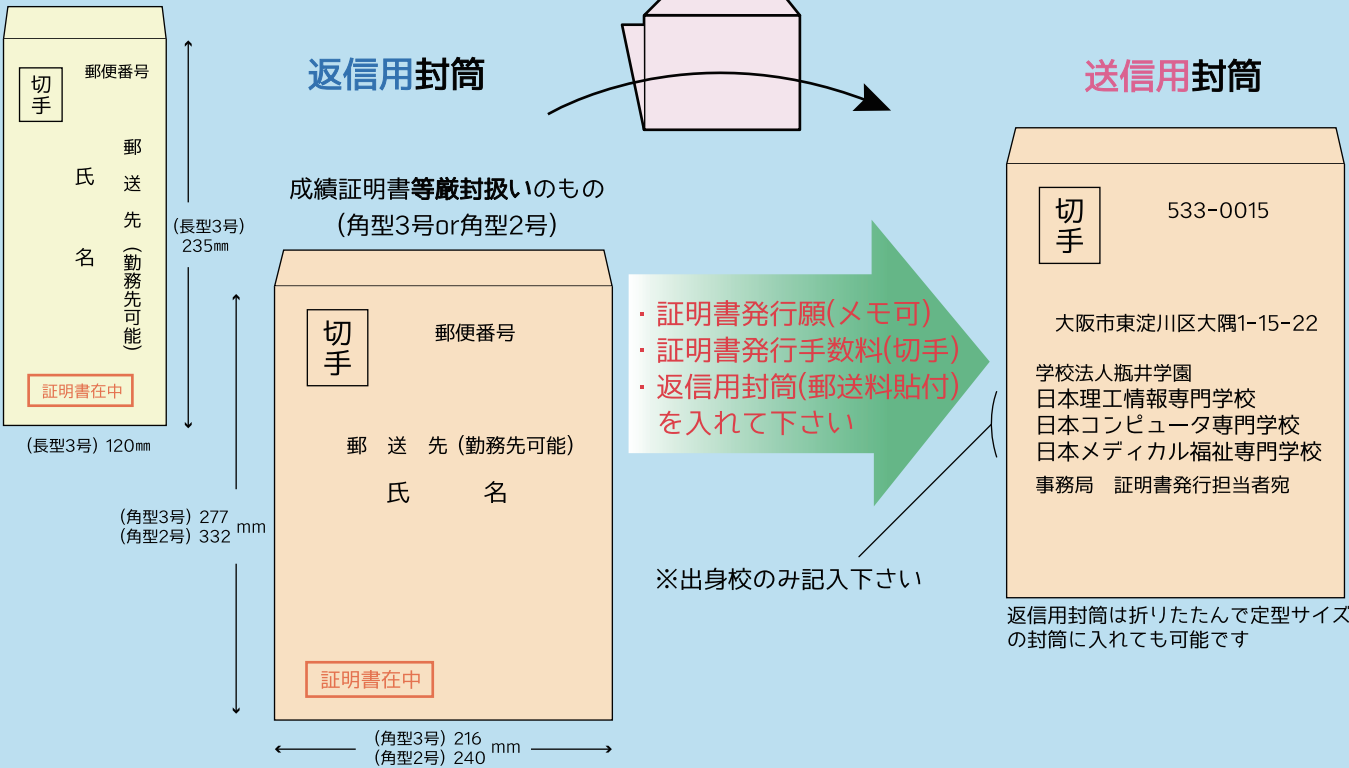 切手
郵便番号
郵送先(勤務先可能)
氏名
証明書在中
(長型3号)
235mm
(長型3号) 120mm
返信用封筒
成績証明書等厳封扱いのもの
(角型3号or角型2号)
切手
郵便番号
郵 送 先 (勤務先可能)
氏 名
証明書在中
(角型3号) 277
(角型2号) 332 mm
(角型3号) 216
(角型2号) 240 mm
・証明書発行願(メモ可)
・証明書発行手数料(切手)
・返信用封筒(郵送料貼付)
を入れて下さい
※出身校のみ記入下さい
送信用封筒
切手
533-0015
大阪市東淀川区大隅1-15-22
学校法人瓶井学園
日本理工情報専門学校
日本コンピュータ専門学校
日本メディカル福祉専門学校
事務局 証明書発行担当者宛
返信用封筒は折りたたんで定型サイズ
の封筒に入れても可能です